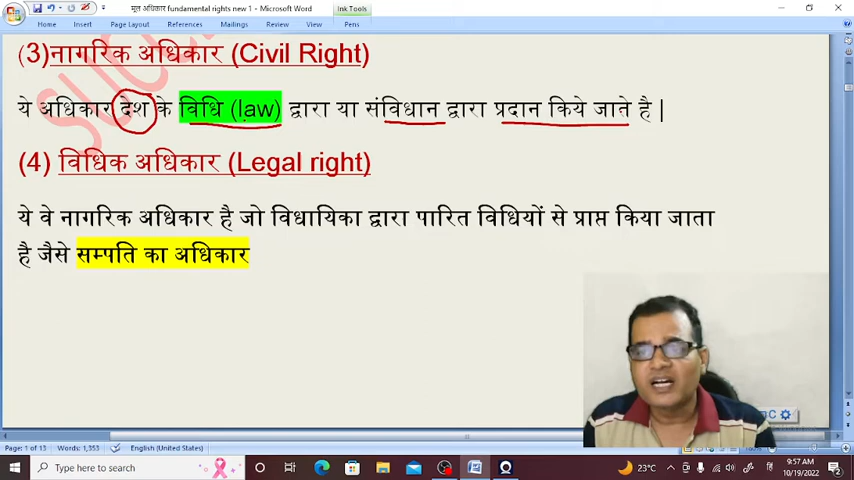 मूल अधिकार fundamental rights new 1 - Microsoft Word
Ink Tools
Home Insert Page Layout References Mailings Review View Pens
(3)नागरिक अधिकार (Civil Right)
ये अधिकार देश के विधि (law) द्वारा या संविधान द्वारा प्रदान किये जाते है |
(4) विधिक अधिकार (Legal right)
ये वे नागरिक अधिकार है जो विधायिका द्वारा पारित विधियों से प्राप्त किया जाता
है जैसे सम्पति का अधिकार
Page: 1 of 13 Words: 1,353 English (United States)
Type here to search
23°C
9:57 AM
10/19/2022